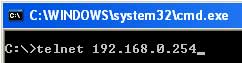 C:\WINDOWS\system32\cmd.exe
C:\>telnet 192.168.0.254_